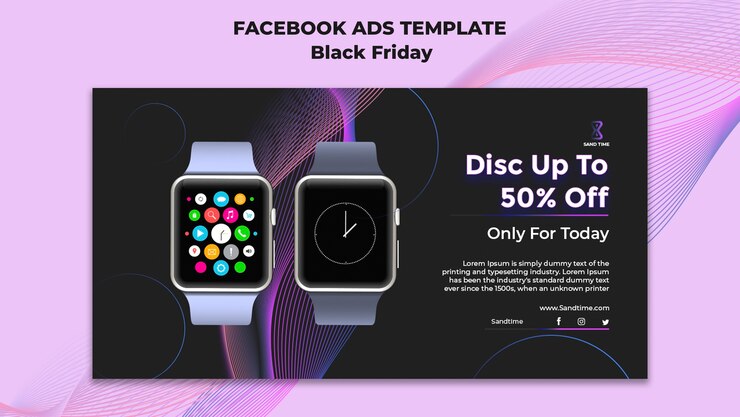 FACEBOOK ADS TEMPLATE
Black Friday
SAND TIME
Disc Up To
50% Off
Only For Today
Lorem Ipsum is simply dummy text of the
printing and typesetting industry. Lorem Ipsum
has been the industry's standard dummy text
ever since the 1500s, when an unknown printer
www.Sandtime.com
Sandtime